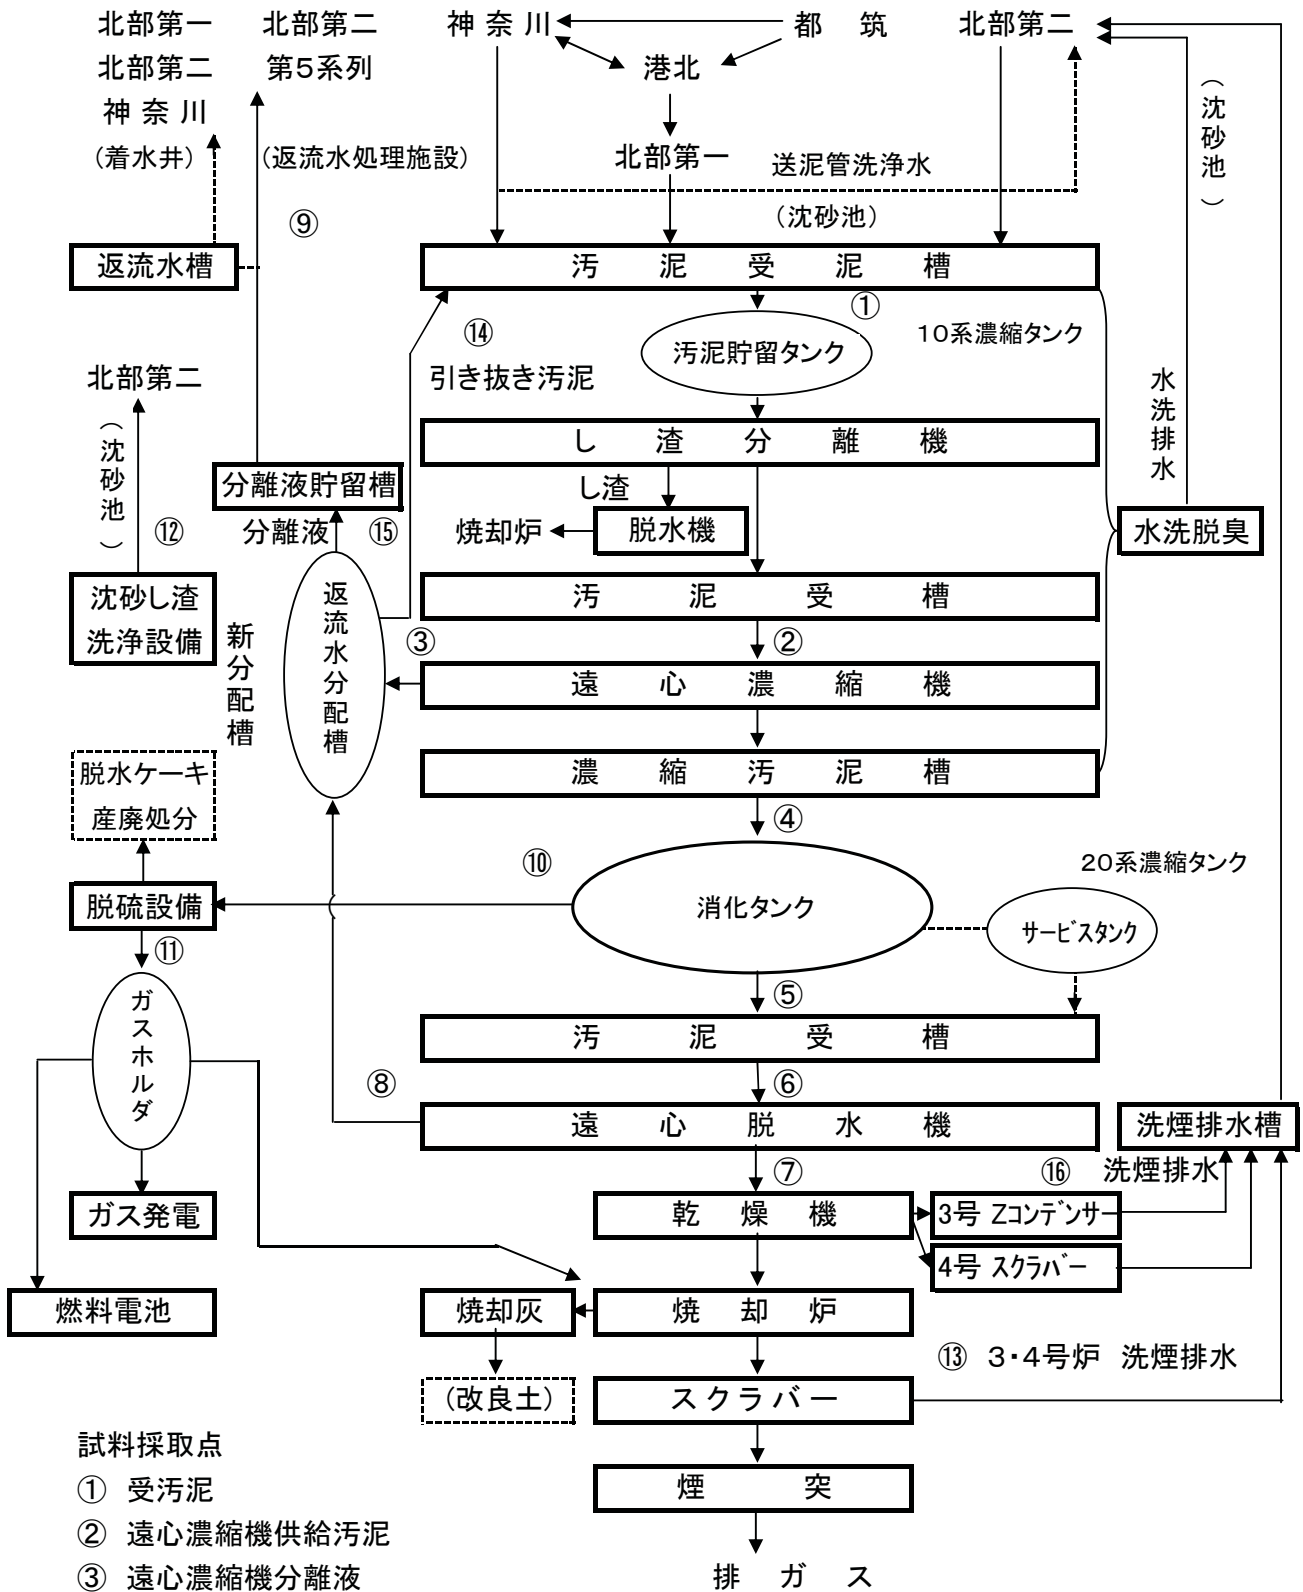 北部第一 北部第二 神 奈 川 都 筑 北部第二
北部第二 第5系列 港北
神 奈 川
(着水井) (返流水処理施設) 北部第一 送泥管洗浄水
(沈砂池)
(沈砂池)
⑨
返流水槽 汚 泥 受 泥 槽
①
⑭ 10系濃縮タンク
汚泥貯留タンク
北部第二 引き抜き汚泥
水洗排水
(沈砂池)
し 渣 分 離 機
分離液貯留槽 し渣
⑫ 分離液 ⑮ 焼却炉 脱水機 水洗脱臭
沈砂し渣
洗浄設備
汚 泥 受 槽
新分配槽
返流水分配槽
③ ②
遠 心 濃 縮 機
濃 縮 汚 泥 槽
脱水ケーキ
産廃処分
④
⑩ 20系濃縮タンク
脱硫設備 消化タンク サービスタンク
⑪
⑤
ガスホルダ
汚 泥 受 槽
⑧ ⑥
遠 心 脱 水 機 洗煙排水槽
⑦ ⑯ 洗煙排水
ガス発電 乾 燥 機 3号 Zコンデンサー
4号 スクラバー
燃料電池 焼却灰 焼 却 炉
⑬ 3・4号炉 洗煙排水
(改良土) スクラバー
試料採取点
① 受汚泥 煙 突
② 遠心濃縮機供給汚泥
③ 遠心濃縮機分離液 排 ガ ス